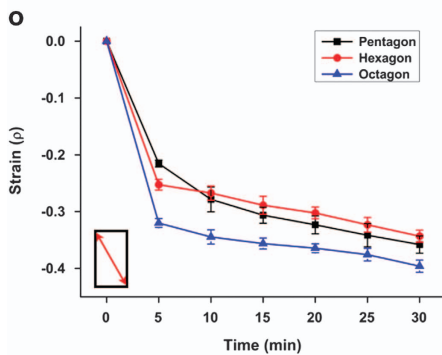 o
Pentagon
Hexagon
Octagon
0.0
-0.1
-0.2
-0.3
-0.4
Strain (ρ)
0 5 10 15 20 25 30
Time (min)